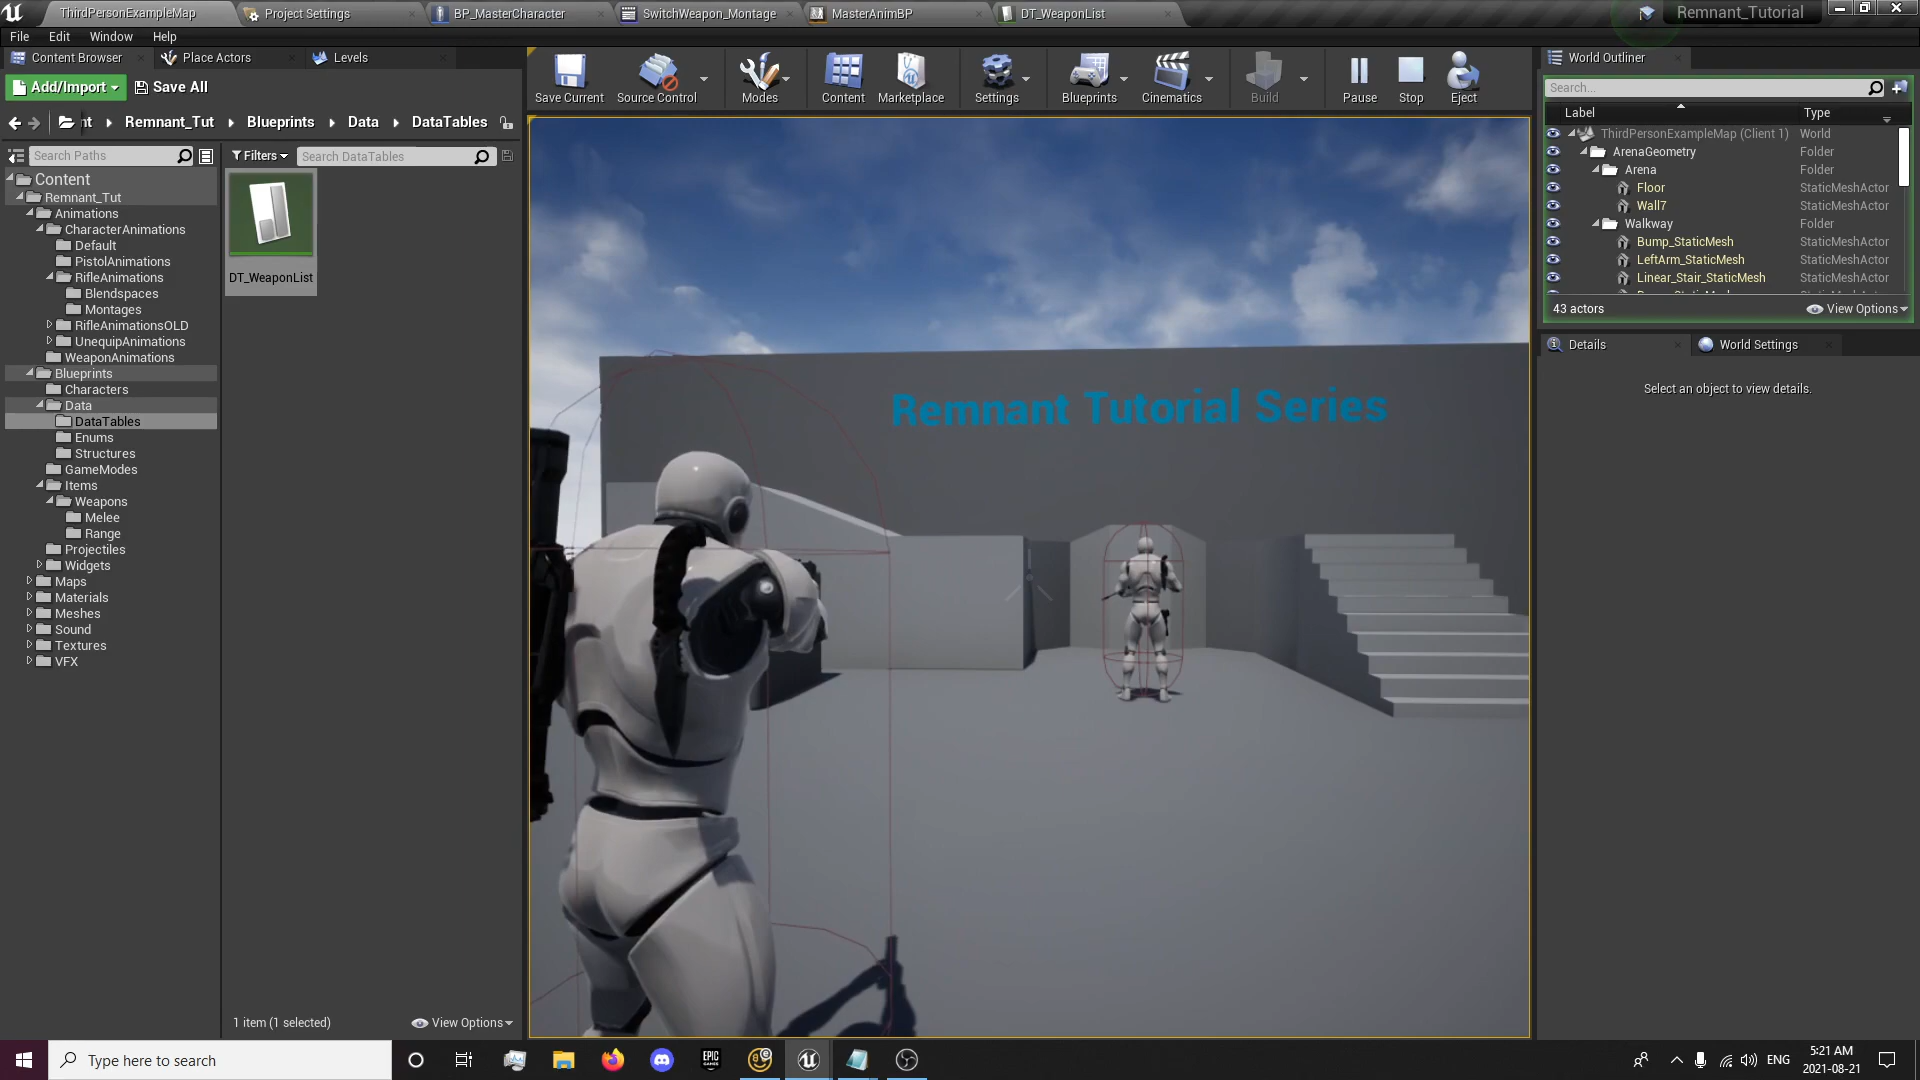 ThirdPersonExampleMap
Project Settings
BP_MasterCharacter
SwitchWeapon_Montage
MasterAnimBP
DT_WeaponList
Remnant_Tutorial
File Edit Window Help
Content Browser
Place Actors
Levels
Add/Import
Save All
nt Remnant_Tut Blueprints Data DataTables
Search Paths
Filters
Search DataTables
Content
Remnant_Tut
Animations
CharacterAnimations
Default
PistolAnimations
RifleAnimations
Blendspaces
Montages
RifleAnimationsOLD
UnequipAnimations
WeaponAnimations
Blueprints
Characters
Data
DataTables
Enums
Structures
GameModes
Items
Weapons
Melee
Range
Projectiles
Widgets
Maps
Materials
Meshes
Sound
Textures
VFX
DT_WeaponList
1 item (1 selected)
View Options
Save Current
Source Control
Modes
Content
Marketplace
Settings
Blueprints
Cinematics
Build
Pause
Stop
Eject
Remnant Tutorial Series
World Outliner
Search...
Label Type
ThirdPersonExampleMap (Client 1) World
ArenaGeometry Folder
Arena Folder
Floor StaticMeshActor
Wall7 StaticMeshActor
Walkway Folder
Bump_StaticMesh StaticMeshActor
LeftArm_StaticMesh StaticMeshActor
Linear_Stair_StaticMesh StaticMeshActor
43 actors
View Options
Details
World Settings
Select an object to view details.
Type here to search
EPIC GAMES
ENG
5:21 AM
2021-08-21